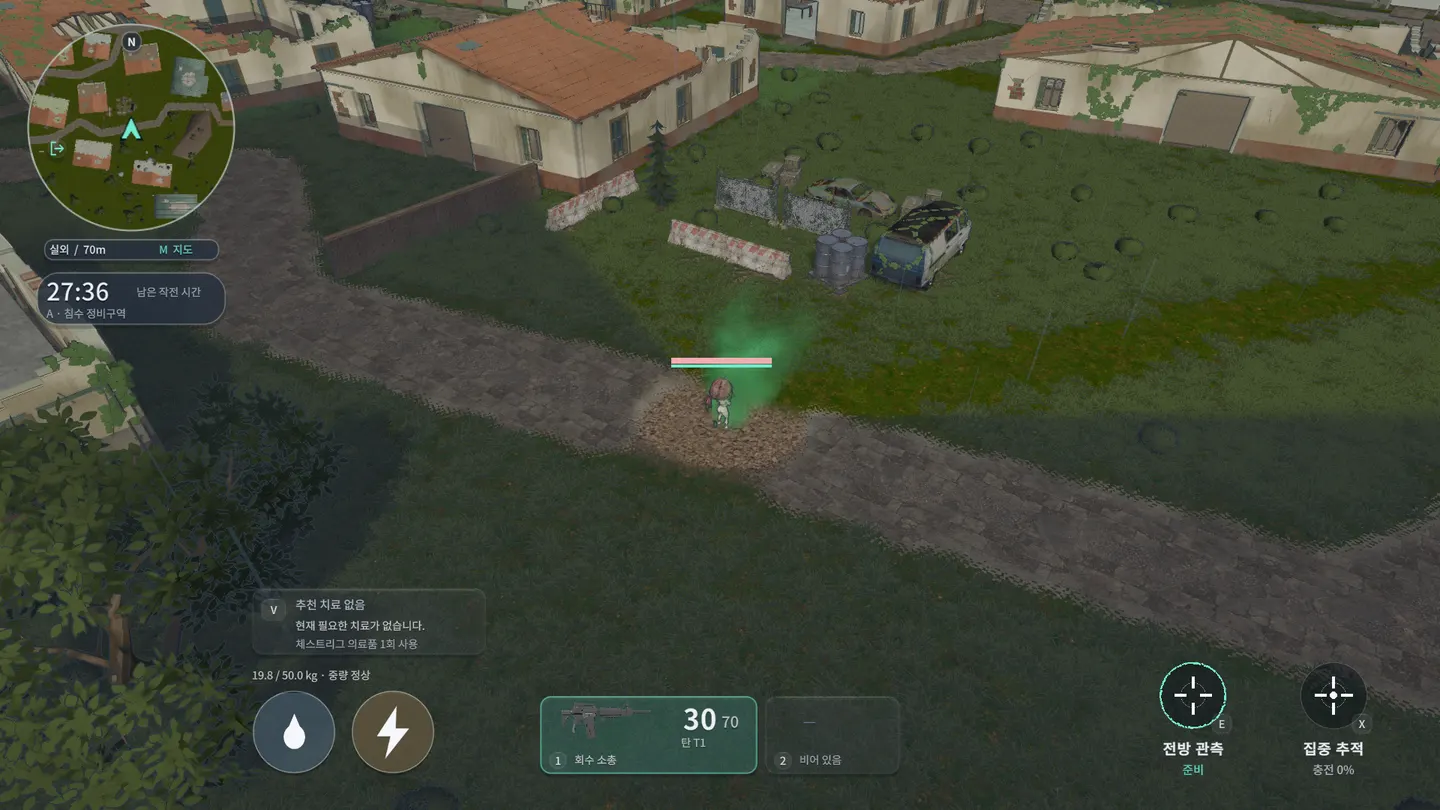 N
실외 / 70m
M 지도
27:36
남은 작전 시간
A · 침수 정비구역
V
추천 치료 없음
현재 필요한 치료가 없습니다.
체스트리그 의료품 1회 사용
19.8 / 50.0 kg · 중량 정상
30 70
탄 T1
1 회수 소총
—
2 비어 있음
E
전방 관측
준비
X
집중 추적
충전 0%